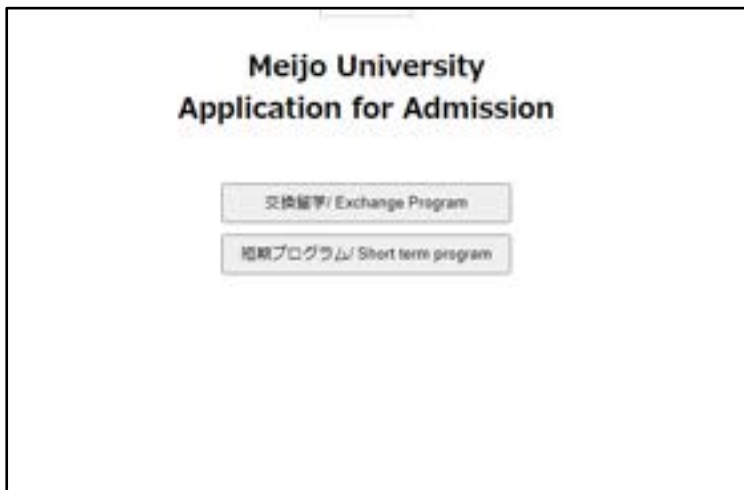 Meijo University
Application for Admission
交換留学/ Exchange Program
短期プログラム/ Short term program